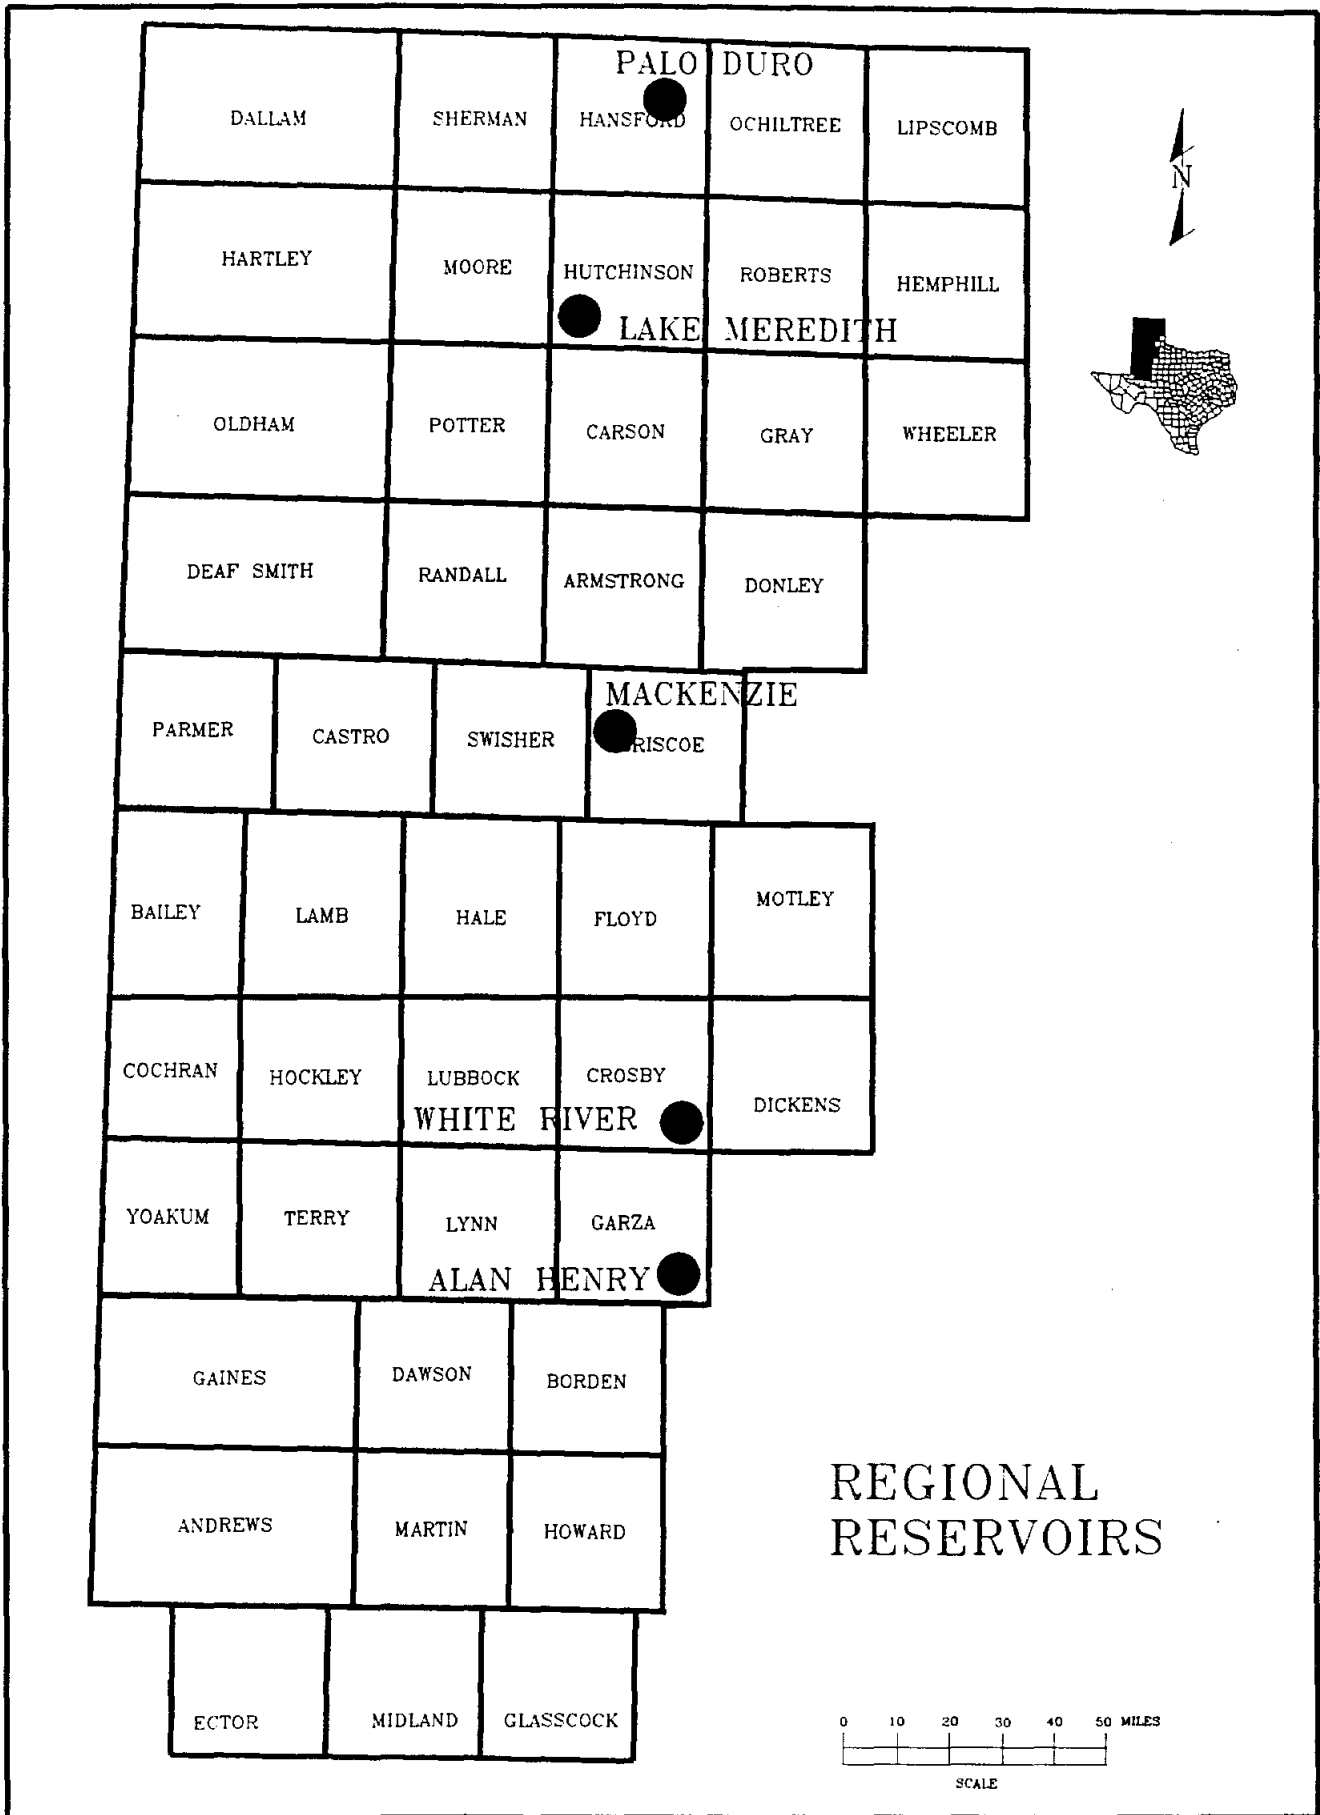 PALO DURO
DALLAM
SHERMAN
HANSFORD
OCHILTREE
LIPSCOMB
N
HARTLEY
MOORE
HUTCHINSON
ROBERTS
HEMPHILL
LAKE MEREDITH
OLDHAM
POTTER
CARSON
GRAY
WHEELER
DEAF SMITH
RANDALL
ARMSTRONG
DONLEY
MACKENZIE
PARMER
CASTRO
SWISHER
RISCOE
BAILEY
LAMB
HALE
FLOYD
MOTLEY
COCHRAN
HOCKLEY
LUBBOCK
CROSBY
DICKENS
WHITE RIVER
YOAKUM
TERRY
LYNN
GARZA
ALAN HENRY
GAINES
DAWSON
BORDEN
REGIONAL
RESERVOIRS
ANDREWS
MARTIN
HOWARD
ECTOR
MIDLAND
GLASSCOCK
0 10 20 30 40 50 MILES
SCALE